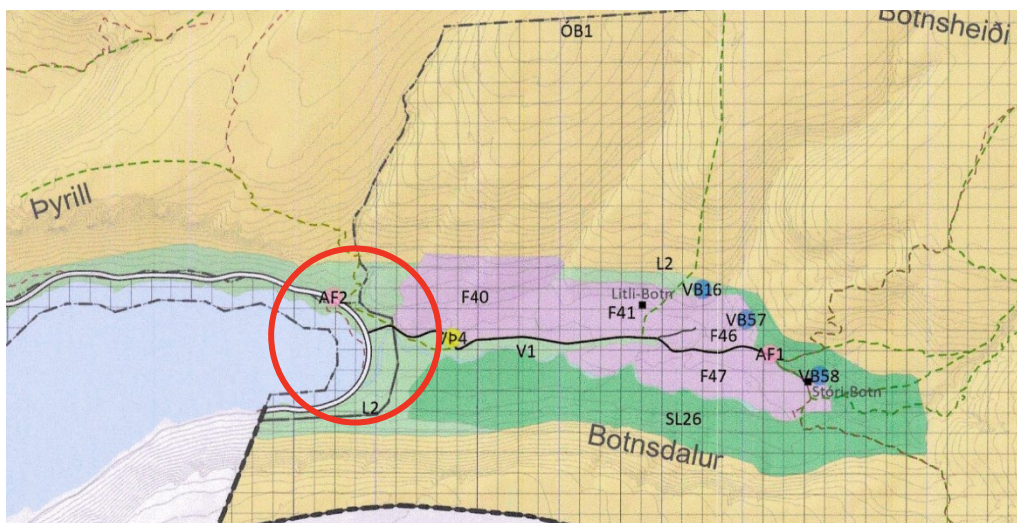 Botnsheiði
ÓB1
Þyrill
L2
VB16
AF2
F40
Litli-Botn
F41
VB57
F46
VÞ4
V1
AF1
F47
VB58
Stóri-Botn
L2
SL26
Botnsdalur